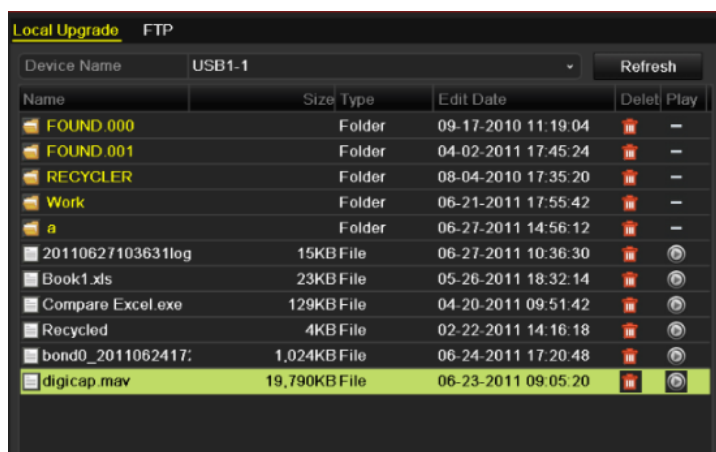 Local Upgrade FTP
Device Name USB1-1 Refresh
Name Size Type Edit Date Delet Play
FOUND.000 Folder 09-17-2010 11:19:04 –
FOUND.001 Folder 04-02-2011 17:45:24 –
RECYCLER Folder 08-04-2010 17:35:20 –
Work Folder 06-21-2011 17:55:42 –
a Folder 06-27-2011 14:56:12 –
20110627103631log 15KB File 06-27-2011 10:36:30
Book1.xls 23KB File 05-26-2011 18:32:14
Compare Excel.exe 129KB File 04-20-2011 09:51:42
Recycled 4KB File 02-22-2011 14:16:18
bond0_2011062417: 1,024KB File 06-24-2011 17:20:48
digicap.mav 19,790KB File 06-23-2011 09:05:20